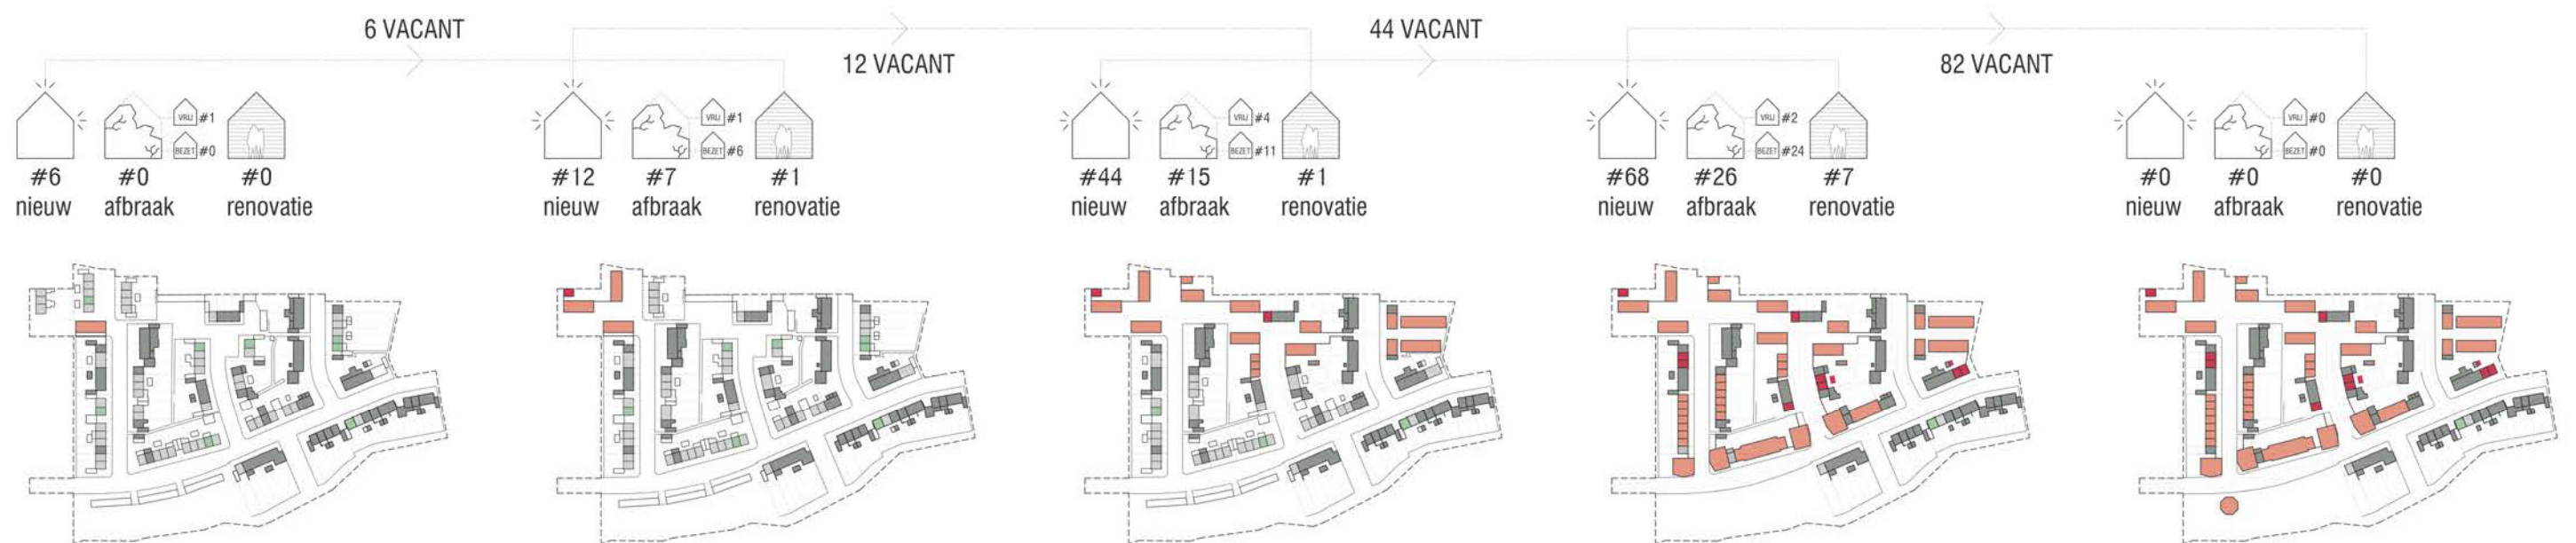 6 VACANT
12 VACANT
44 VACANT
82 VACANT
VRIJ #1
BEZET #0
#6 #0 #0
nieuw afbraak renovatie
VRIJ #1
BEZET #6
#12 #7 #1
nieuw afbraak renovatie
VRIJ #4
BEZET #11
#44 #15 #1
nieuw afbraak renovatie
VRIJ #2
BEZET #24
#68 #26 #7
nieuw afbraak renovatie
VRIJ #0
BEZET #0
#0 #0 #0
nieuw afbraak renovatie